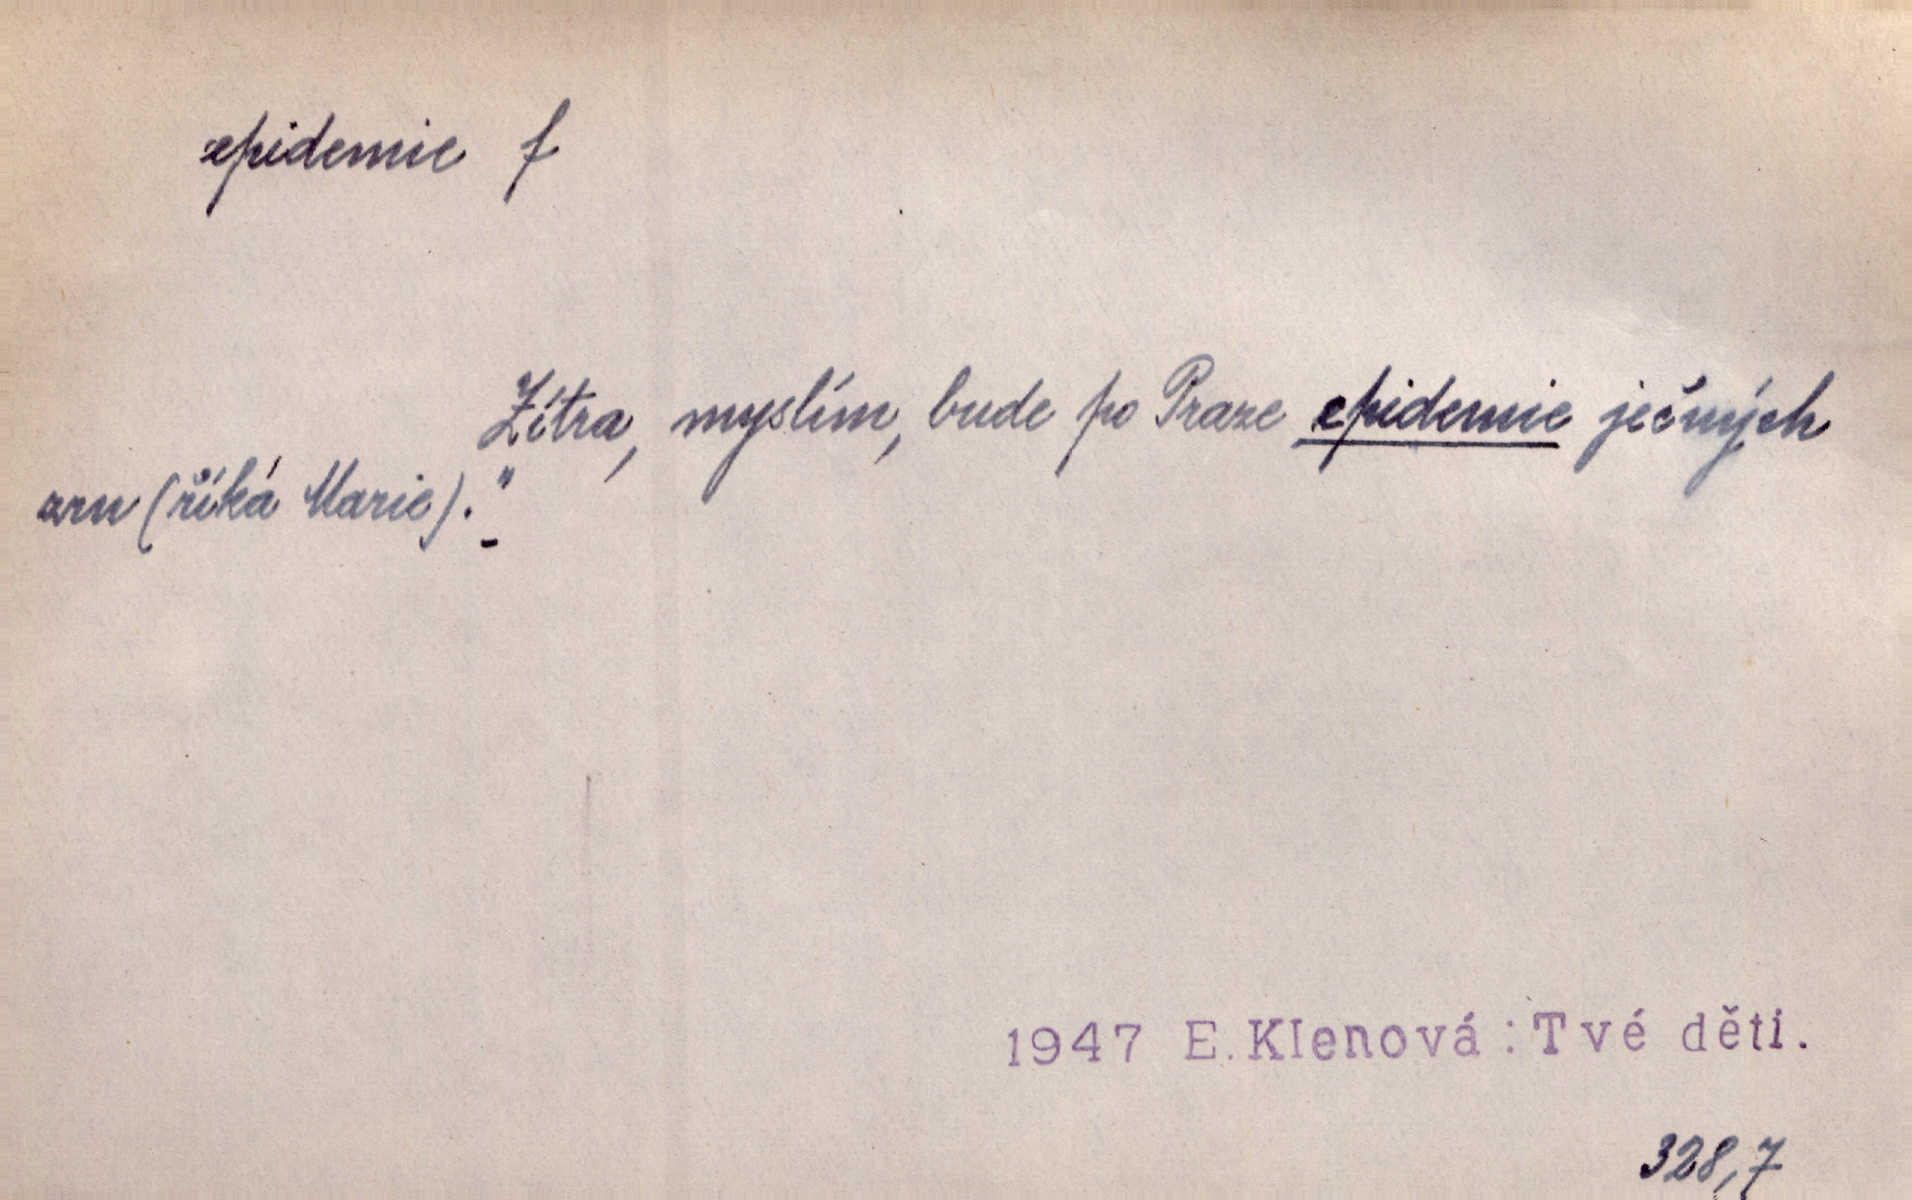 epidemie f
Zítra, myslím, bude po Praze epidemie ječných
zrn (říká Marie)."
1947 E. Klenová: Tvé děti.
328,7